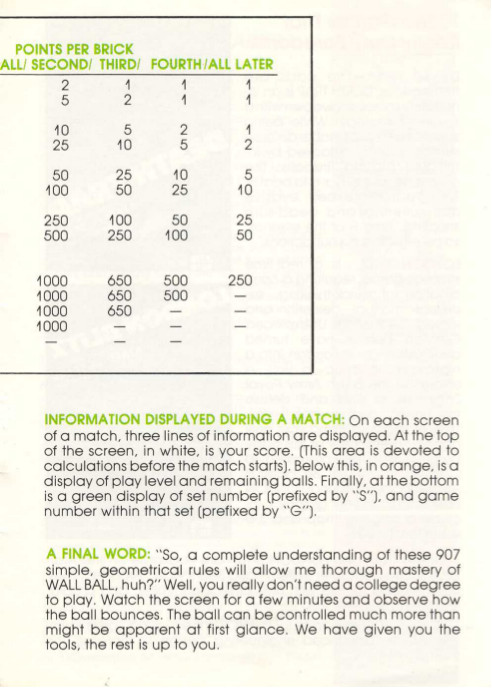 POINTS PER BRICK
ALL/ SECOND/ THIRD/ FOURTH/ALL LATER
2 1 1 1
5 2 1 1
10 5 2 1
25 10 5 2
50 25 10 5
100 50 25 10
250 100 50 25
500 250 100 50
1000 650 500 250
1000 650 500 —
1000 650 — —
1000 — — —
— — — —
INFORMATION DISPLAYED DURING A MATCH: On each screen
of a match, three lines of information are displayed. At the top
of the screen, in white, is your score. (This area is devoted to
calculations before the match starts). Below this, in orange, is a
display of play level and remaining balls. Finally, at the bottom
is a green display of set number (prefixed by "S"), and game
number within that set (prefixed by "G").
A FINAL WORD: "So, a complete understanding of these 907
simple, geometrical rules will allow me thorough mastery of
WALL BALL, huh?" Well, you really don't need a college degree
to play. Watch the screen for a few minutes and observe how
the ball bounces. The ball can be controlled much more than
might be apparent at first glance. We have given you the
tools, the rest is up to you.